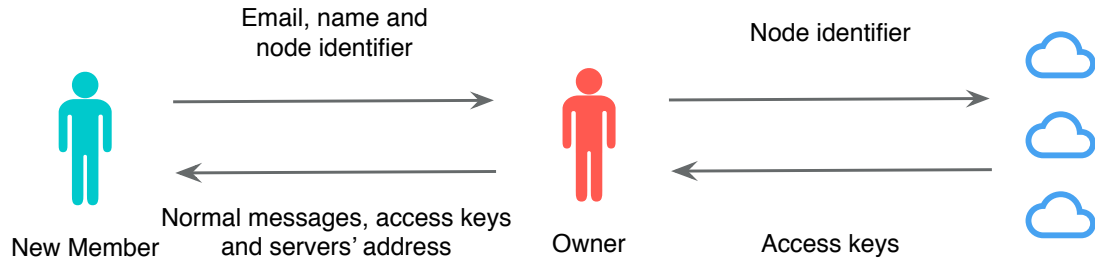 Email, name and
node identifier
Node identifier
Normal messages, access keys
and servers’ address
New Member
Owner
Access keys